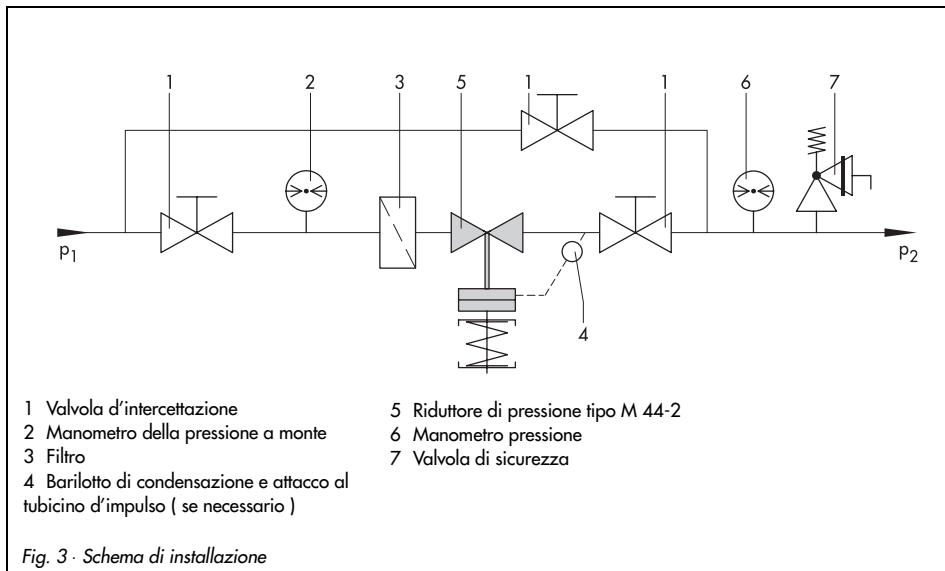 1 2 3 5 1 1 6 7
p1 p2
4
1 Valvola d'intercettazione
2 Manometro della pressione a monte
3 Filtro
4 Barilotto di condensazione e attacco al
tubicino d'impulso ( se necessario )
5 Riduttore di pressione tipo M 44-2
6 Manometro pressione
7 Valvola di sicurezza
Fig. 3 · Schema di installazione